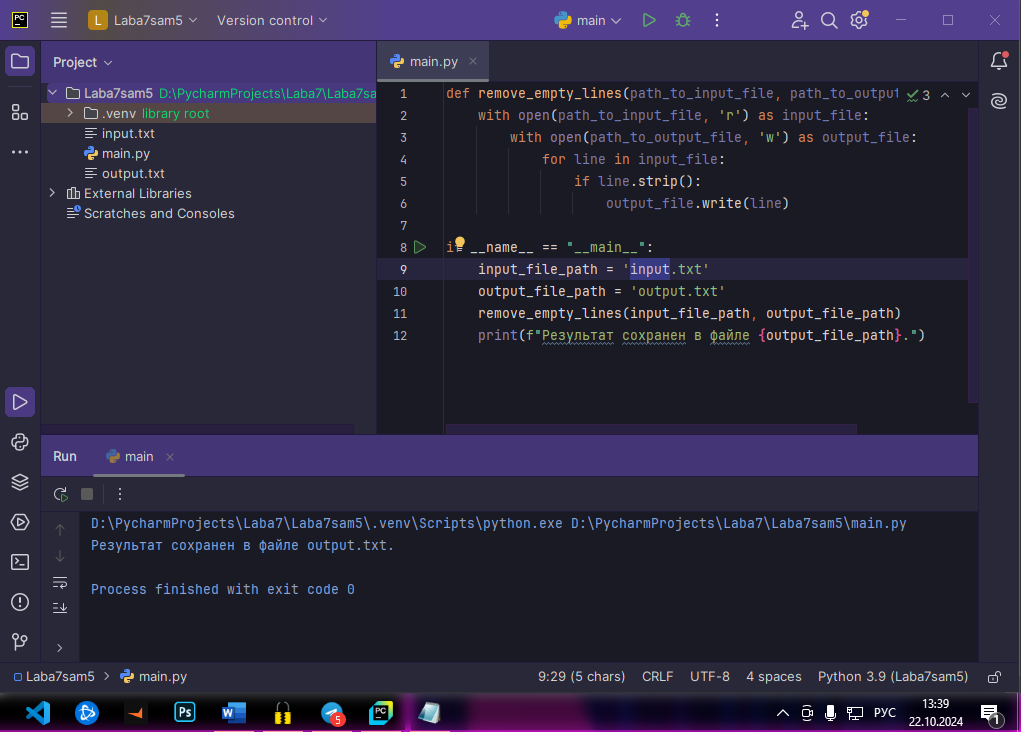 PC L Laba7sam5 Version control main
Project
Laba7sam5 D:\PycharmProjects\Laba7\Laba7sa
.venv library root
input.txt
main.py
output.txt
External Libraries
Scratches and Consoles
main.py
3
1 def remove_empty_lines(path_to_input_file, path_to_output
2 with open(path_to_input_file, 'r') as input_file:
3 with open(path_to_output_file, 'w') as output_file:
4 for line in input_file:
5 if line.strip():
6 output_file.write(line)
7
8 i __name__ == "__main__":
9 input_file_path = 'input.txt'
10 output_file_path = 'output.txt'
11 remove_empty_lines(input_file_path, output_file_path)
12 print(f"Результат сохранен в файле {output_file_path}.")
Run main
D:\PycharmProjects\Laba7\Laba7sam5\.venv\Scripts\python.exe D:\PycharmProjects\Laba7\Laba7sam5\main.py
Результат сохранен в файле output.txt.
Process finished with exit code 0
Laba7sam5 main.py 9:29 (5 chars) CRLF UTF-8 4 spaces Python 3.9 (Laba7sam5)
Ps W 5 PC РУС 13:39
22.10.2024 1